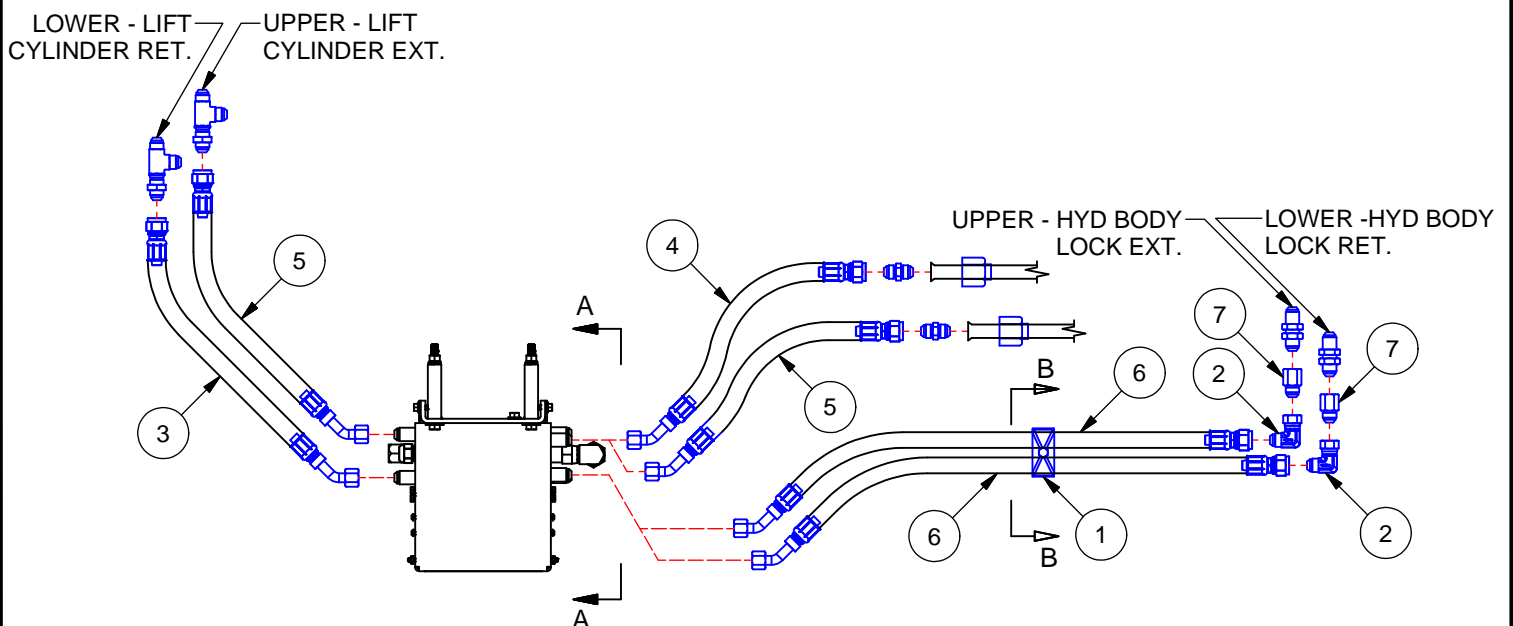 LOWER - LIFT
CYLINDER RET.
UPPER - LIFT
CYLINDER EXT.
UPPER - HYD BODY
LOCK EXT.
LOWER -HYD BODY
LOCK RET.
5
4
A
7
7
B
6
2
5
3
6
1
B
2
A